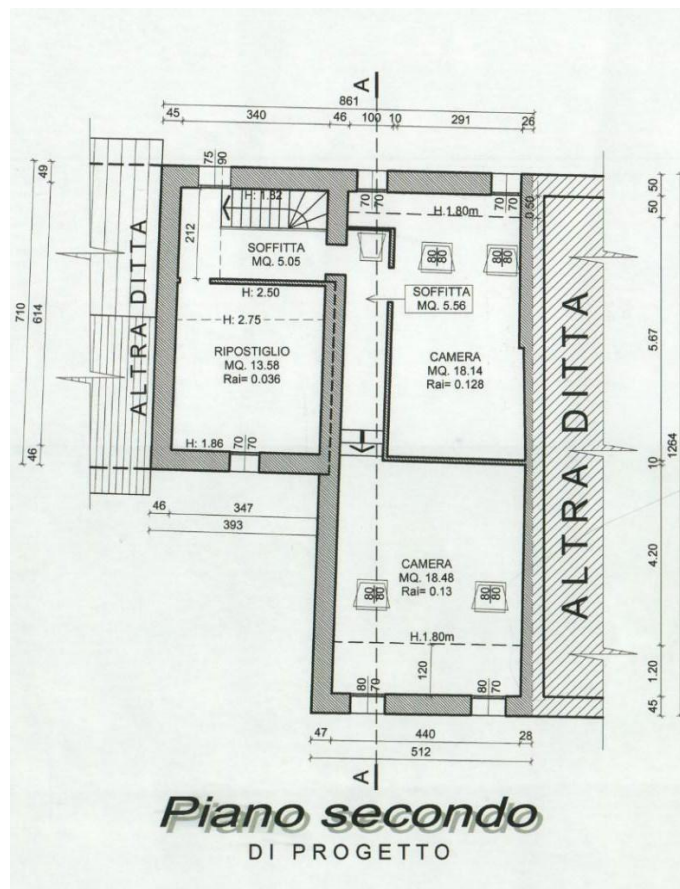 A
861
45 340 46 100 10 291 26
75
90
49
50
50
H: 1.82
70 70
70 70
H.1.80m
0.50
212
SOFFITTA
MQ. 5.05
80
80
80
80
ALTRA DITTA
H: 2.50
SOFFITTA
MQ. 5.56
710
614
H: 2.75
5.67
RIPOSTIGLIO
MQ. 13.58
Rai= 0.036
CAMERA
MQ. 18.14
Rai= 0.128
ALTRA DITTA
1264
H: 1.86
70
70
46
10
46 347
393
4.20
CAMERA
MQ. 18.48
Rai= 0.13
80
80
80
80
H.1.80m
120
1.20
80
70
80
70
45
47 440 28
512
A
Piano secondo
DI PROGETTO